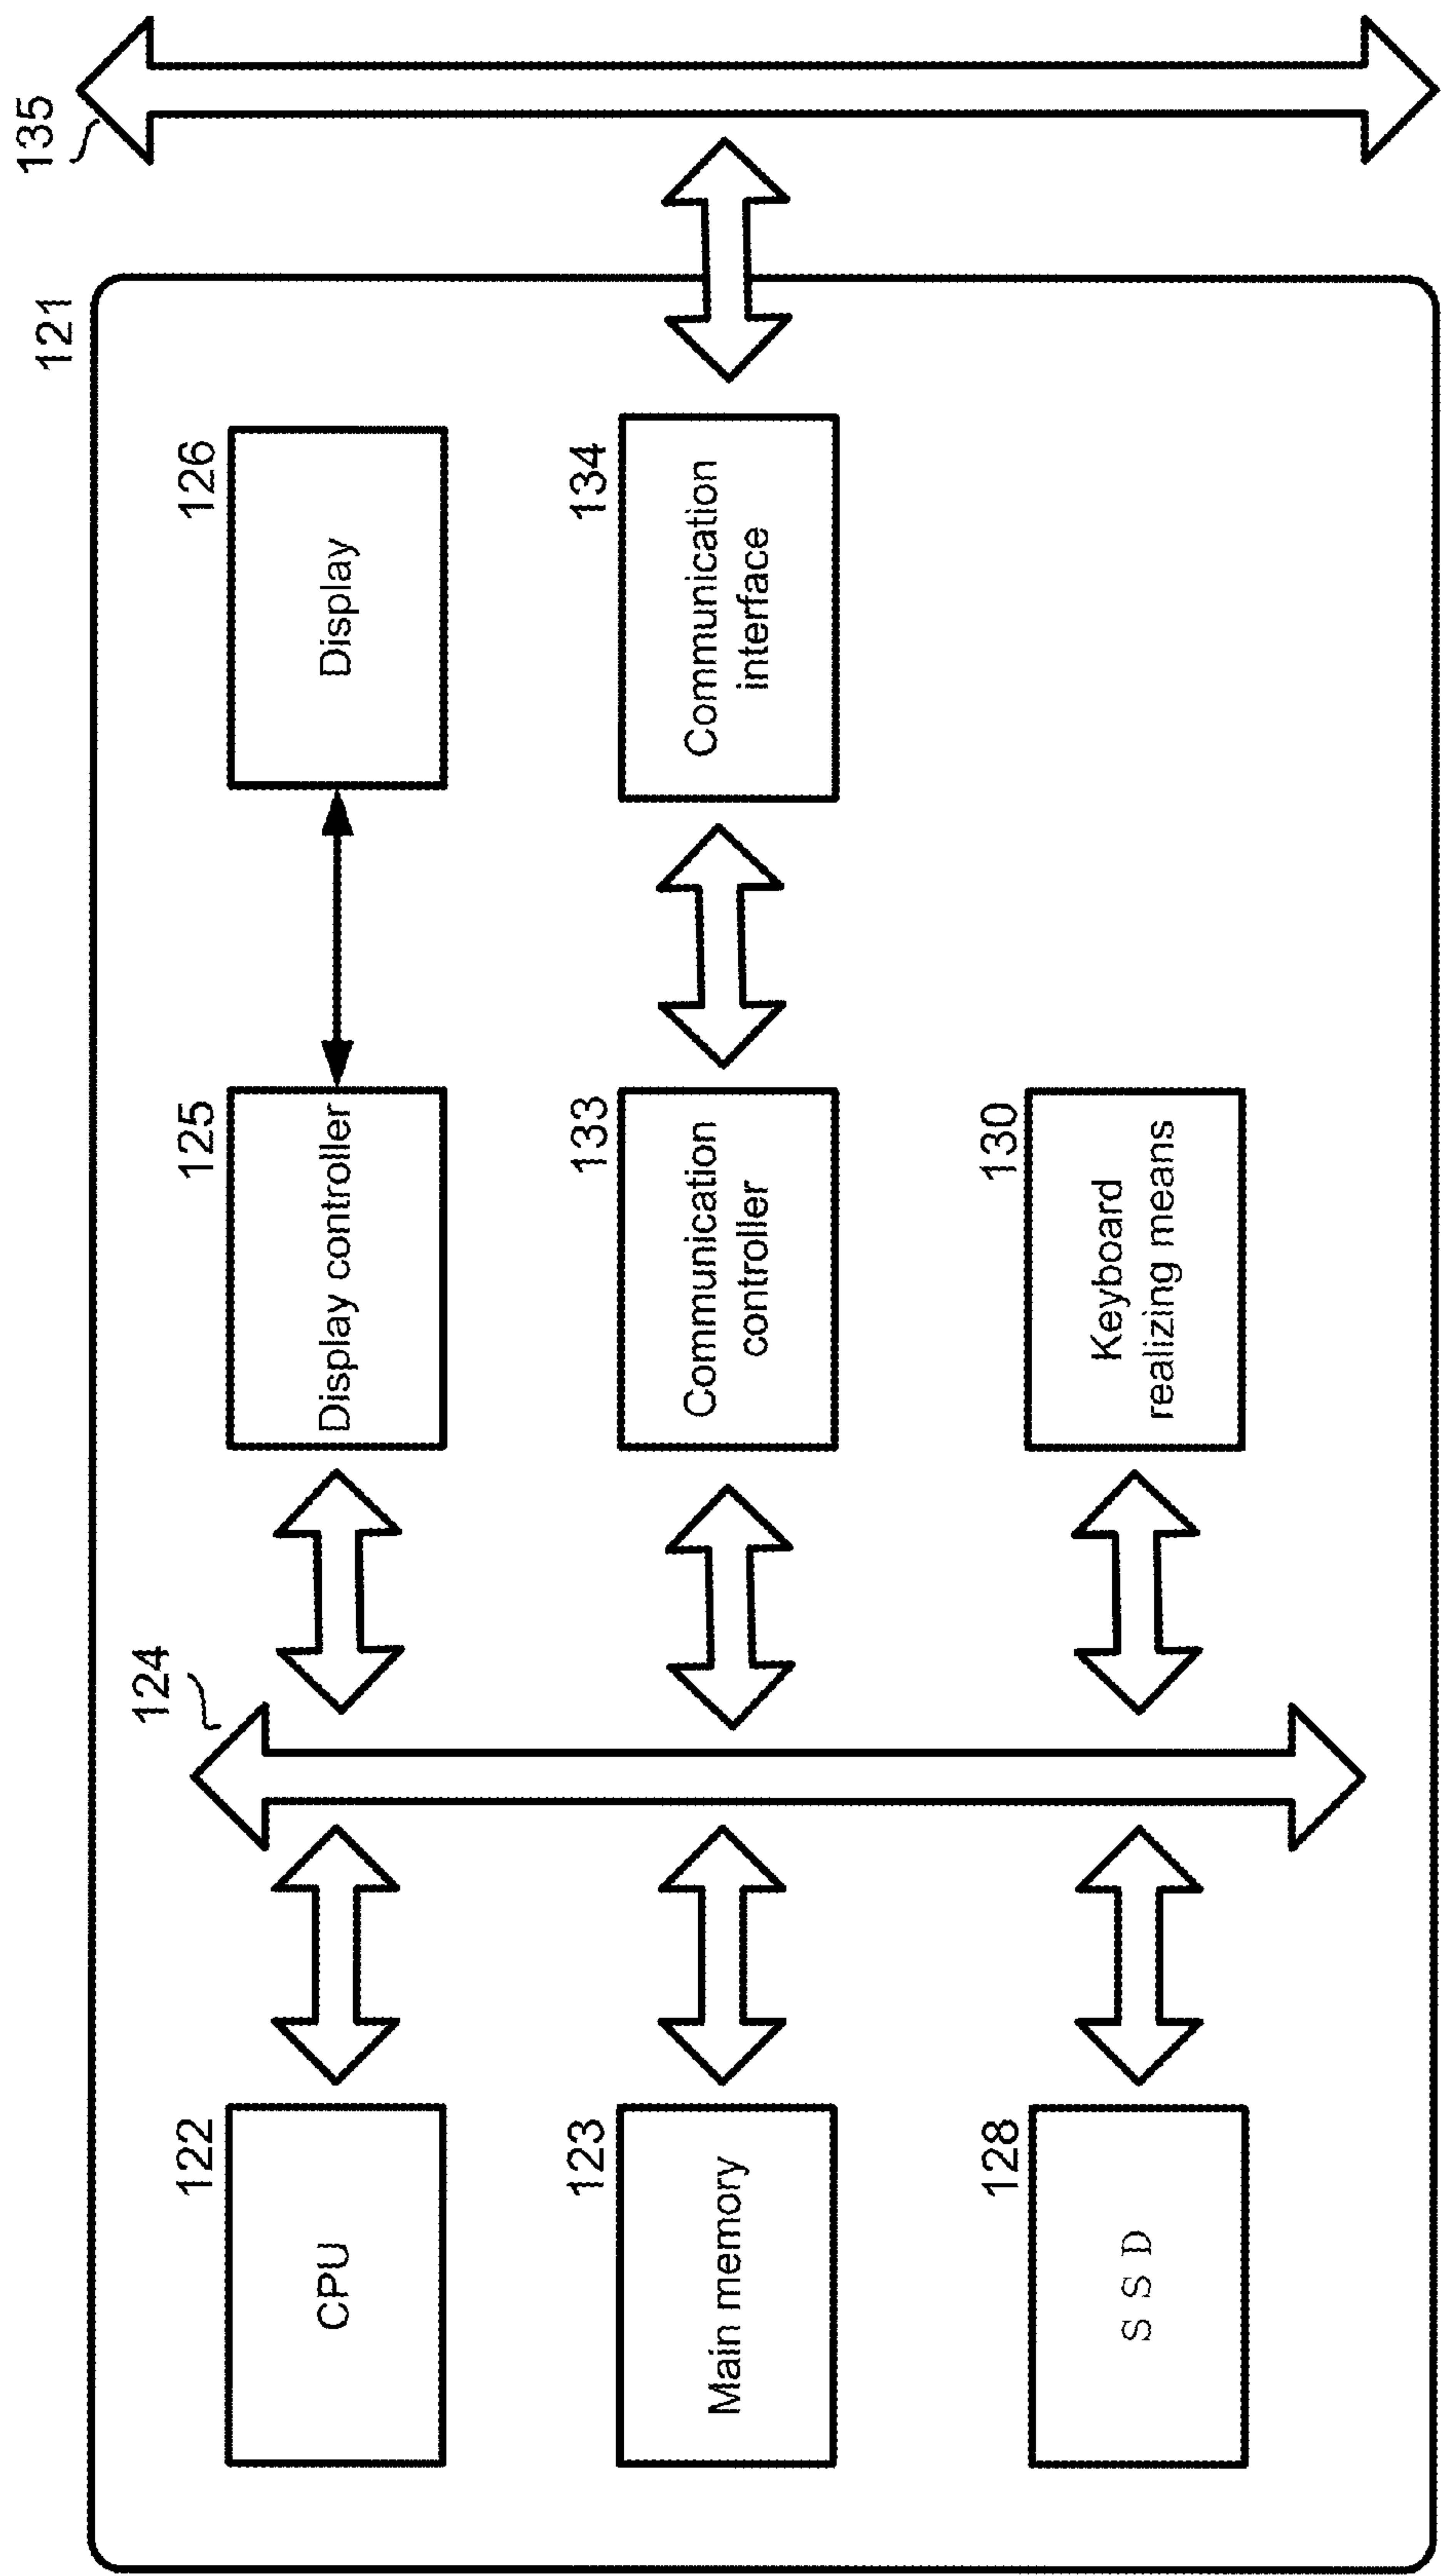 121
135
122
CPU
124
125
Display controller
126
Display
123
Main memory
133
Communication
controller
134
Communication
interface
128
S S D
130
Keyboard
realizing means